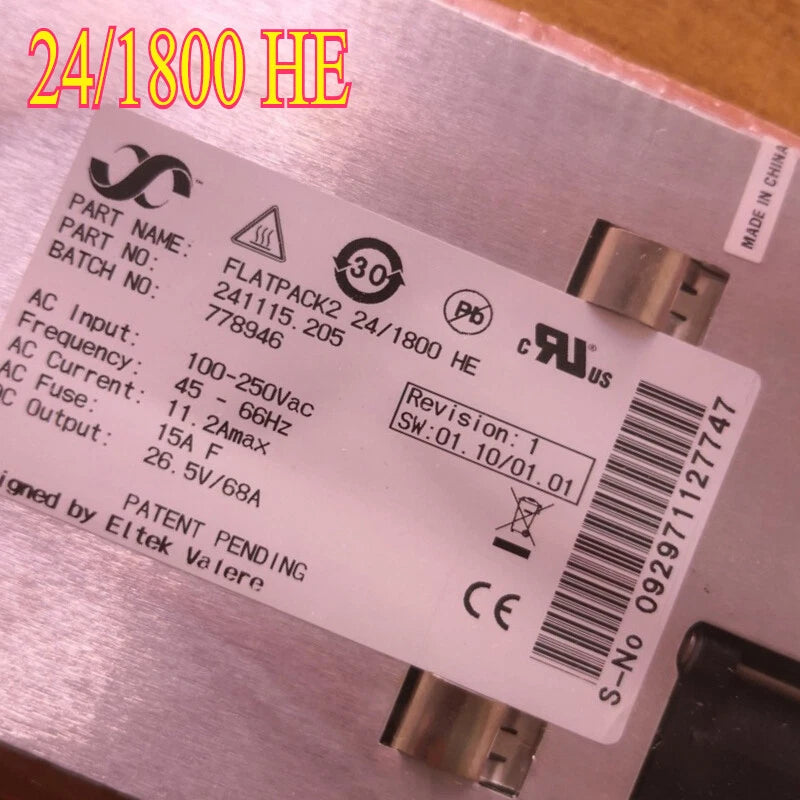 24/1800 HE
MADE IN CHINA
PART NAME: FLATPACK2 24/1800 HE
PART NO: 241115.205
BATCH NO: 778946
30
Pb
AC Input: 100-250Vac
Frequency: 45 - 66Hz
AC Current: 11.2Amax
AC Fuse: 15A F
DC Output: 26.5V/68A
Revision: 1
SW:01.10/01.01
c RU ® US
PATENT PENDING
igned by Eltek Valere
CE
S-No 092971127747